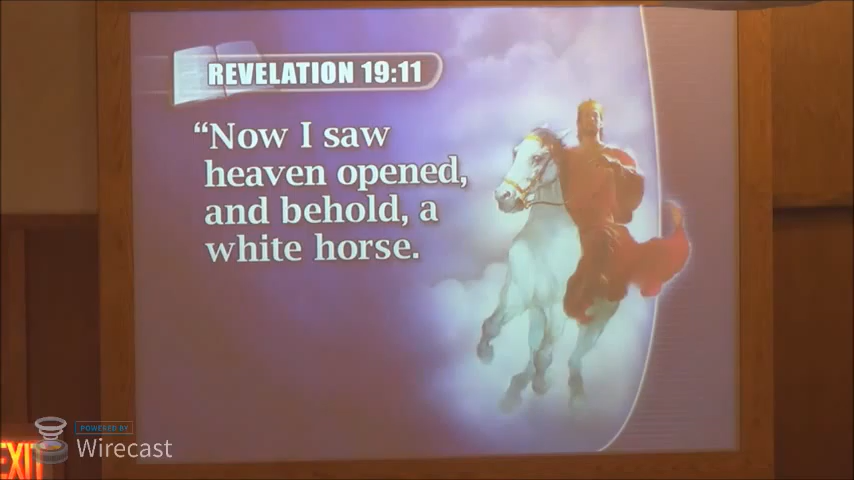 REVELATION 19:11
“Now I saw
heaven opened,
and behold, a
white horse.
POWERED BY
Wirecast
EXIT